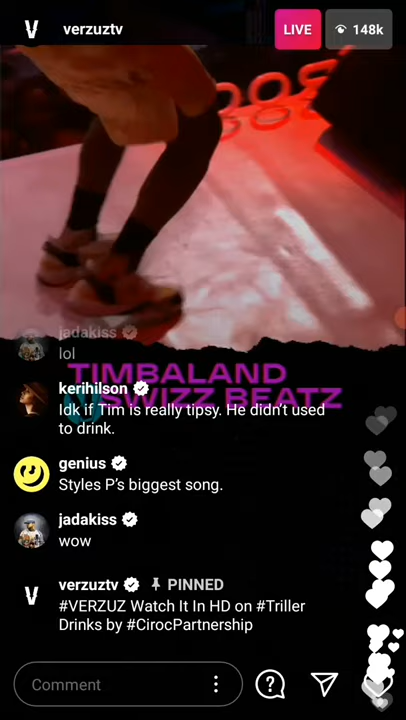 verzuztv
LIVE
148k
jadakiss
lol
TIMBALAND
SWIZZ BEATZ
kerihilson
Idk if Tim is really tipsy. He didn't used
to drink.
genius
Styles P's biggest song.
jadakiss
wow
verzuztv PINNED
#VERZUZ Watch It In HD on #Triller
Drinks by #CirocPartnership
Comment